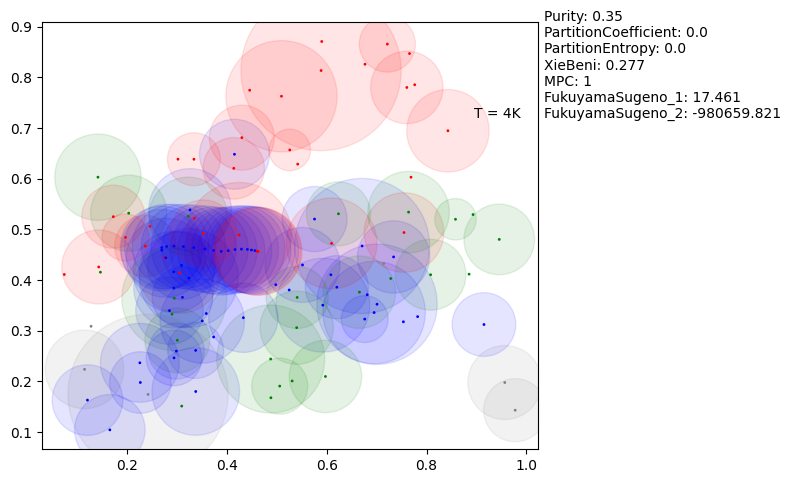 Purity: 0.35
PartitionCoefficient: 0.0
PartitionEntropy: 0.0
XieBeni: 0.277
MPC: 1
FukuyamaSugeno_1: 17.461
FukuyamaSugeno_2: -980659.821
T = 4K
0.9
0.8
0.7
0.6
0.5
0.4
0.3
0.2
0.1
0.2
0.4
0.6
0.8
1.0